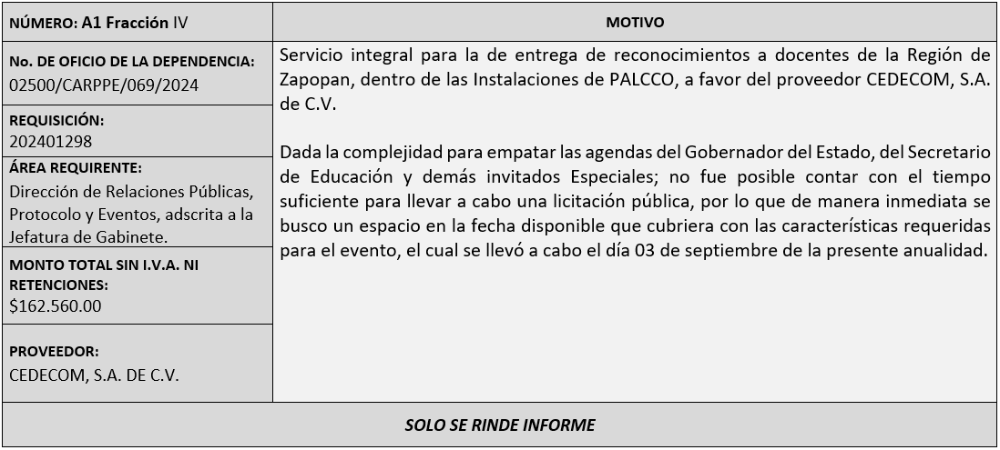 NÚMERO: A1 Fracción IV
MOTIVO
No. DE OFICIO DE LA DEPENDENCIA:
02500/CARPPE/069/2024
REQUISICIÓN:
202401298
ÁREA REQUIRENTE:
Dirección de Relaciones Públicas,
Protocolo y Eventos, adscrita a la
Jefatura de Gabinete.
MONTO TOTAL SIN I.V.A. NI
RETENCIONES:
$162.560.00
PROVEEDOR:
CEDECOM, S.A. DE C.V.
Servicio integral para la de entrega de reconocimientos a docentes de la Región de
Zapopan, dentro de las Instalaciones de PALCCO, a favor del proveedor CEDECOM, S.A.
de C.V.
Dada la complejidad para empatar las agendas del Gobernador del Estado, del Secretario
de Educación y demás invitados Especiales; no fue posible contar con el tiempo
suficiente para llevar a cabo una licitación pública, por lo que de manera inmediata se
busco un espacio en la fecha disponible que cubriera con las características requeridas
para el evento, el cual se llevó a cabo el día 03 de septiembre de la presente anualidad.
SOLO SE RINDE INFORME